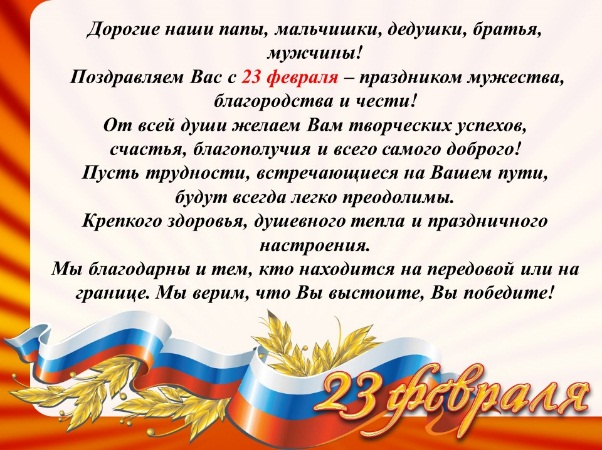 Дорогие наши папы, мальчишки, дедушки, братья,
мужчины!
Поздравляем Вас с 23 февраля – праздником мужества,
благородства и чести!
От всей души желаем Вам творческих успехов,
счастья, благополучия и всего самого доброго!
Пусть трудности, встречающиеся на Вашем пути,
будут всегда легко преодолимы.
Крепкого здоровья, душевного тепла и праздничного
настроения.
Мы благодарны и тем, кто находится на передовой или на
границе. Мы верим, что Вы выстоите, Вы победите!
23 февраля